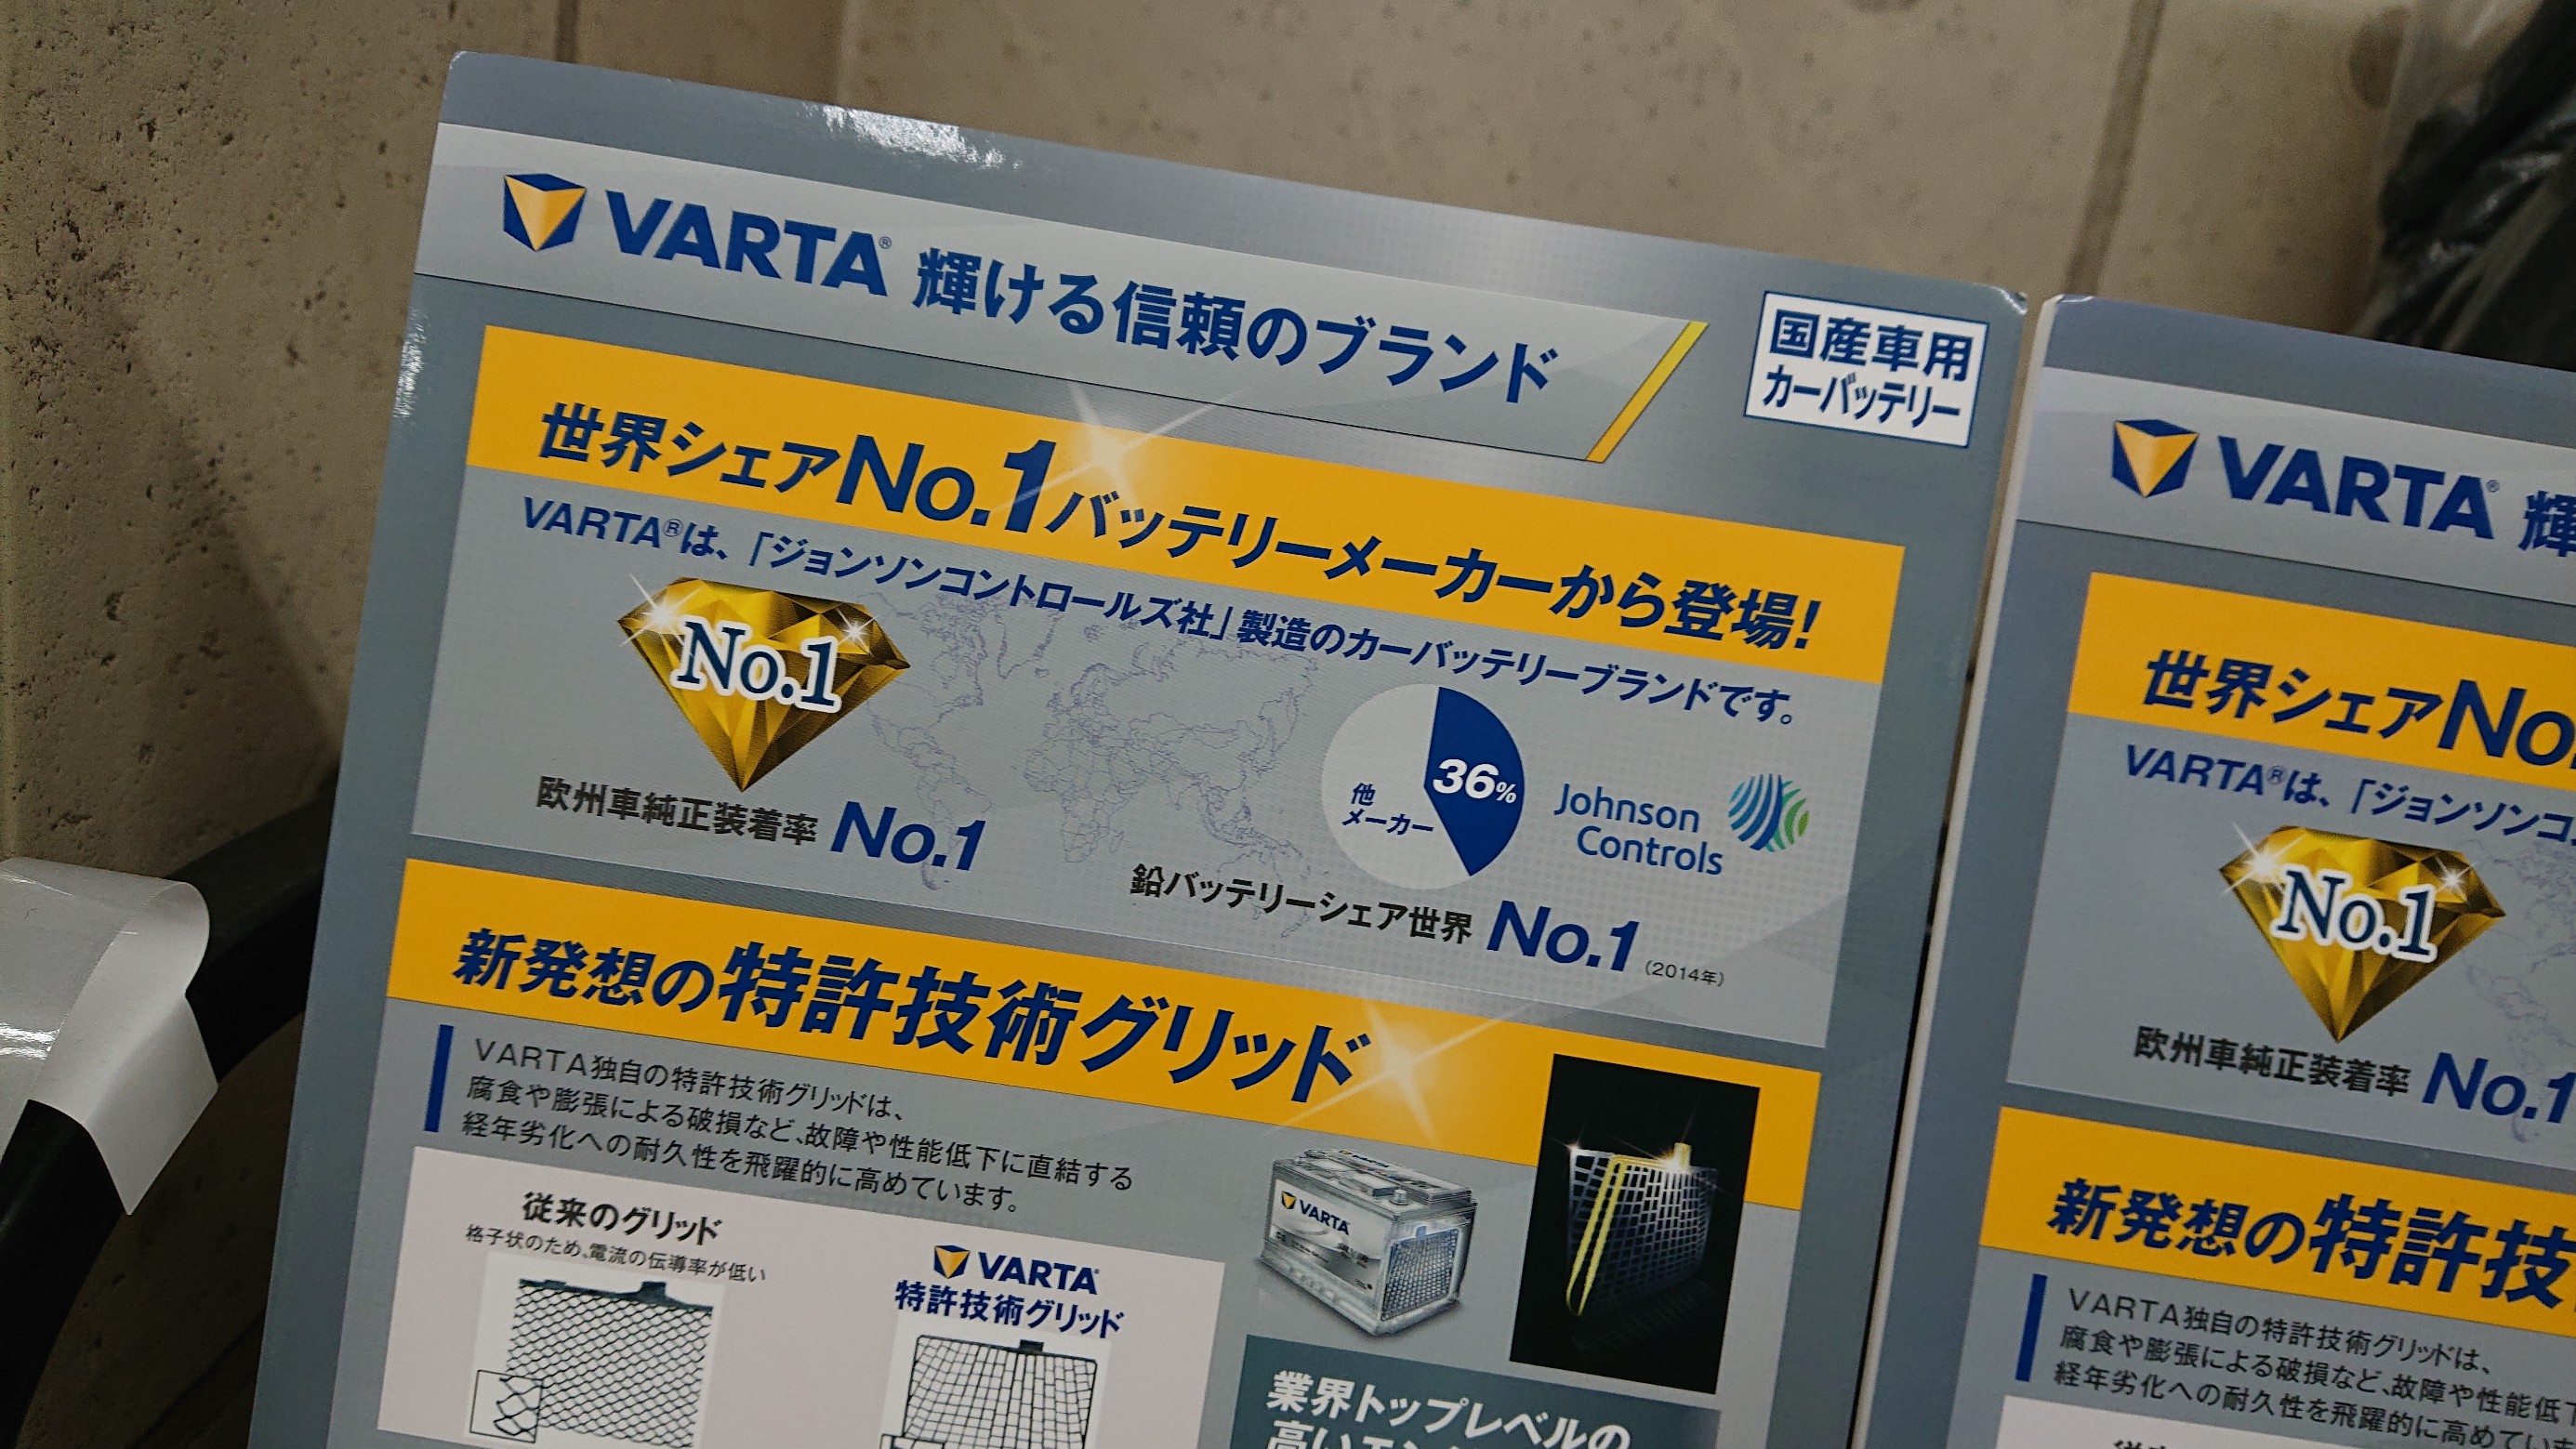 VARTA® 輝ける信頼のブランド
国産車用
カーバッテリー
世界シェアNo.1バッテリーメーカーから登場!
VARTA®は、「ジョンソンコントロールズ社」製造のカーバッテリーブランドです。
No.1
欧州車純正装着率 No.1
36%
他
メーカー
Johnson
Controls
鉛バッテリーシェア世界 No.1 (2014年)
新発想の特許技術グリッド
VARTA独自の特許技術グリッドは、
腐食や膨張による破損など、故障や性能低下に直結する
経年劣化への耐久性を飛躍的に高めています。
従来のグリッド
格子状のため、電流の伝導率が低い
VARTA
特許技術グリッド
VARTA
業界トップレベルの
VARTA® 輝
世界シェアNo.
VARTA®は、「ジョンソンコ
No.1
欧州車純正装着率 No.1
新発想の特許技
VARTA独自の特許技術グリッドは、
腐食や膨張による破損など、故障や性能低下
経年劣化への耐久性を飛躍的に高めてい